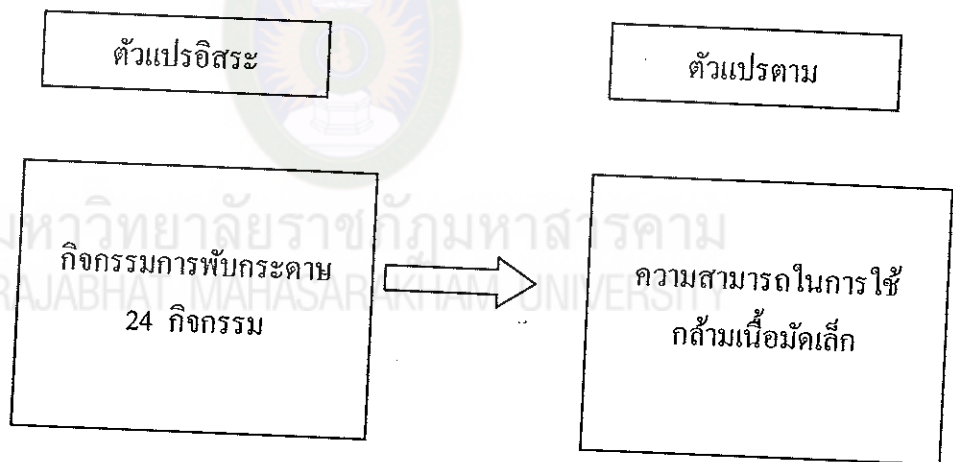 ตัวแปรอิสระ
ตัวแปรตาม
มหาวิทยาลัยราชภัฏมหาสารคาม
RAJABHAT MAHASARAKHAM UNIVERSITY
กิจกรรมการพับกระดาษ
24 กิจกรรม
ความสามารถในการใช้
กล้ามเนื้อมัดเล็ก